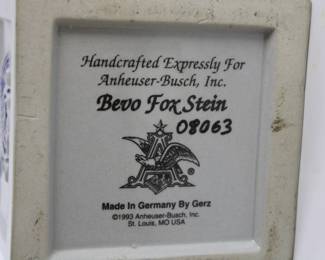 Handcrafted Expressly For
Anheuser-Busch, Inc.
Bevo Fox Stein
08063
A
®
Made In Germany By Gerz
©1993 Anheuser-Busch, Inc.
St. Louis, MO USA